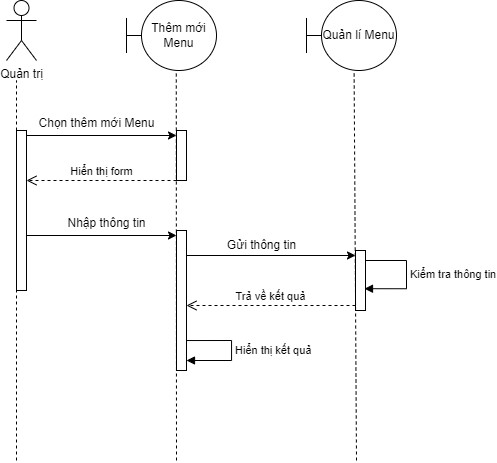 Thêm mới
Menu
Quản lí Menu
Quản trị
Chọn thêm mới Menu
Hiển thị form
Nhập thông tin
Gửi thông tin
Kiểm tra thông tin
Trả về kết quả
Hiển thị kết quả